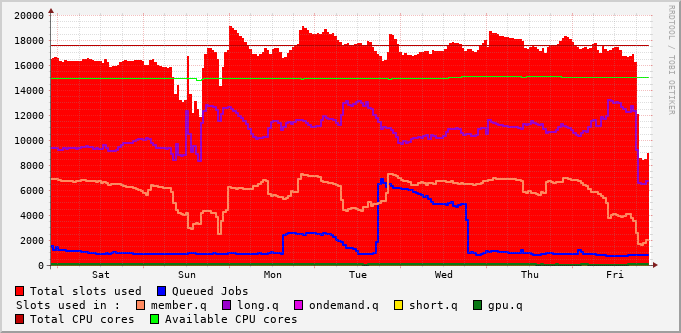 20000
18000
16000
14000
12000
10000
8000
6000
4000
2000
0
Sat Sun Mon Tue Wed Thu Fri
RRDTOOL / TOBI OETIKER
Total slots used Queued Jobs
Slots used in : member.q long.q ondemand.q short.q gpu.q
Total CPU cores Available CPU cores